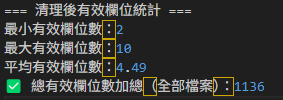 === 清理後有效欄位統計 ===
最小有效欄位數：2
最大有效欄位數：10
平均有效欄位數：4.49
✅ 總有效欄位數加總（全部檔案）：1136